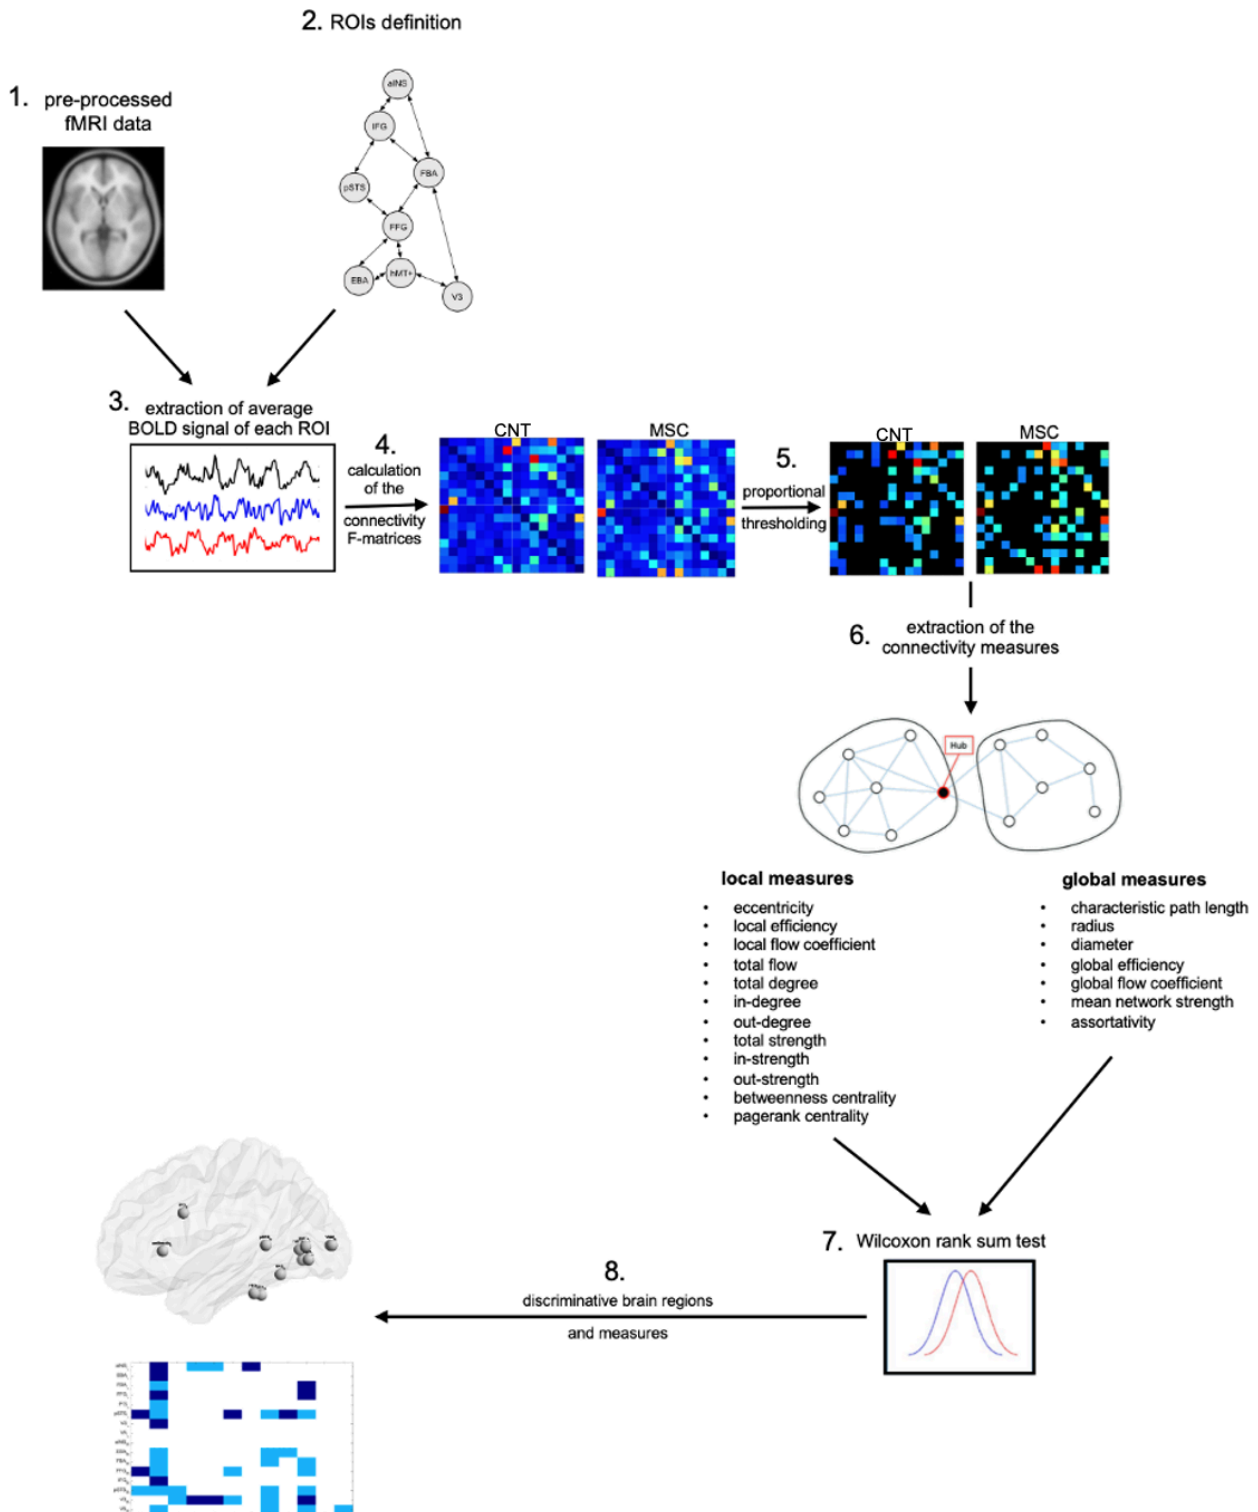 2. ROIs definition
1. pre-processed
fMRI data
aINS
IFG
FBA
pSTS
FFG
EBA
hMT+
V3
3. extraction of average
BOLD signal of each ROI
4.
calculation
of the
connectivity
F-matrices
CNT
MSC
5.
proportional
thresholding
CNT
MSC
6. extraction of the
connectivity measures
Hub
local measures
• eccentricity
• local efficiency
• local flow coefficient
• total flow
• total degree
• in-degree
• out-degree
• total strength
• in-strength
• out-strength
• betweenness centrality
• pagerank centrality
global measures
• characteristic path length
• radius
• diameter
• global efficiency
• global flow coefficient
• mean network strength
• assortativity
7. Wilcoxon rank sum test
8.
discriminative brain regions
and measures